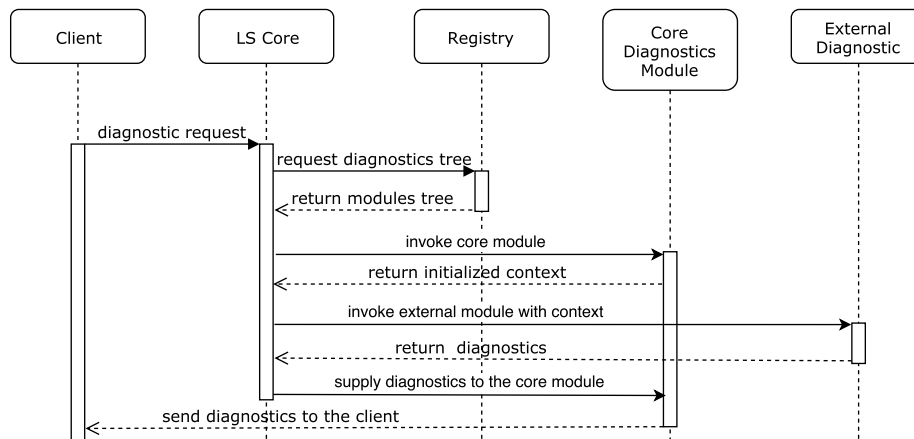 Client
LS Core
Registry
Core
Diagnostics
Module
External
Diagnostic
diagnostic request
request diagnostics tree
return modules tree
invoke core module
return initialized context
invoke external module with context
return diagnostics
supply diagnostics to the core module
send diagnostics to the client